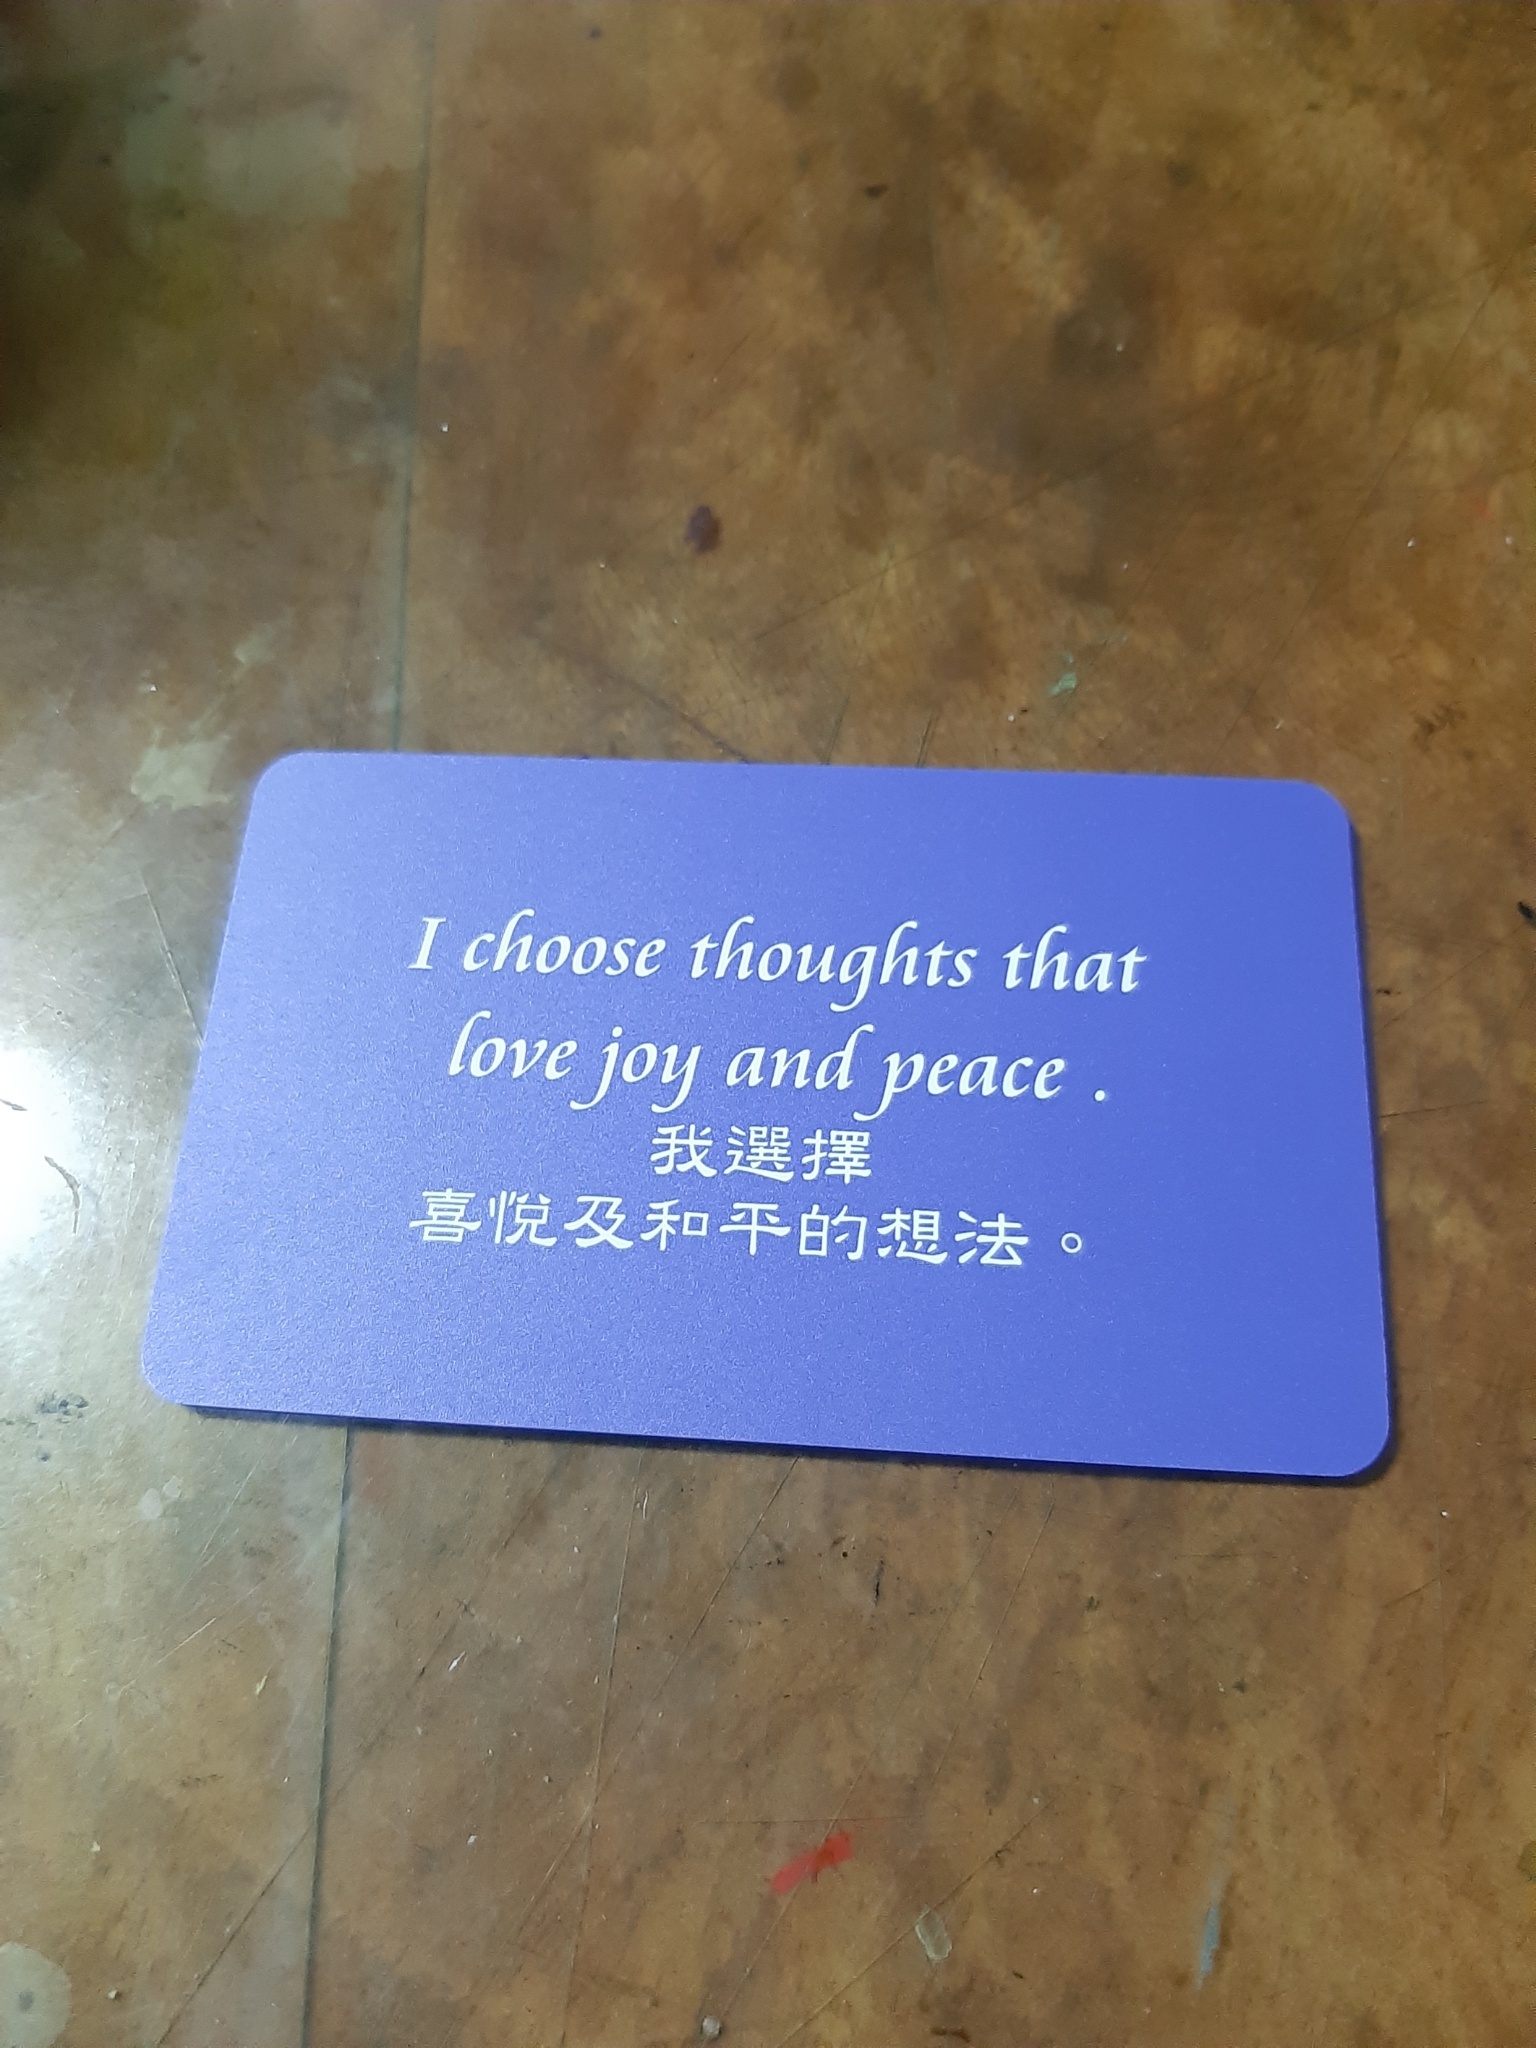 I choose thoughts that
love joy and peace .
我選擇
喜悅及和平的想法。